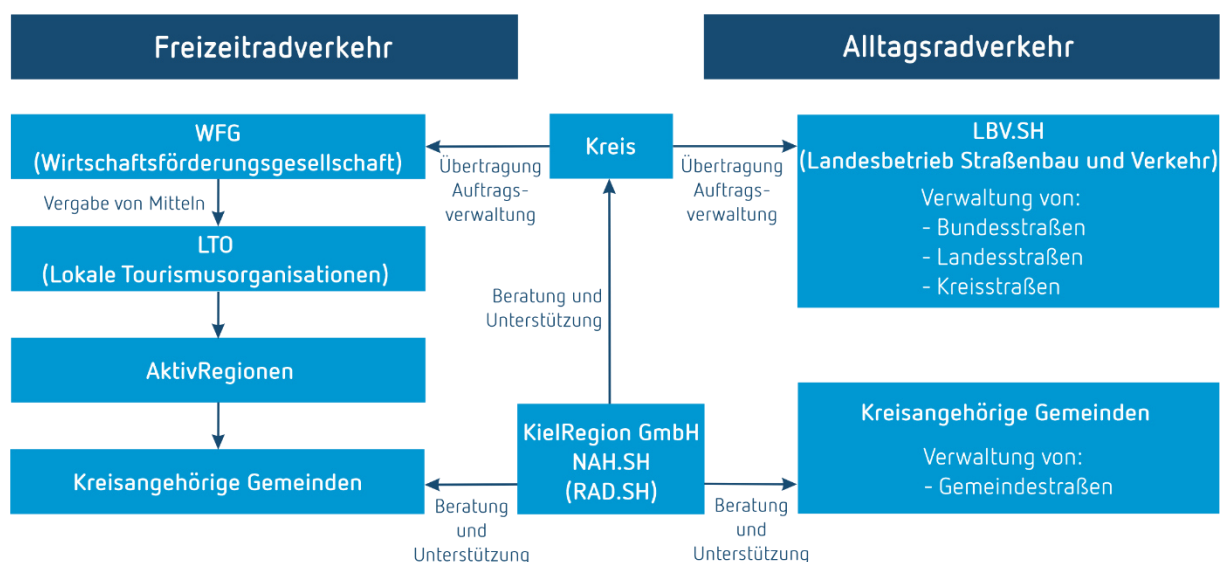 Freizeitradverkehr
Alltagsradverkehr
WFG
(Wirtschaftsförderungsgesellschaft)
Kreis
LBV.SH
(Landesbetrieb Straßenbau und Verkehr)
Verwaltung von:
- Bundesstraßen
- Landesstraßen
- Kreisstraßen
Übertragung
Auftrags-
verwaltung
Übertragung
Auftrags-
verwaltung
Vergabe von Mitteln
LTO
(Lokale Tourismusorganisationen)
Beratung und
Unterstützung
AktivRegionen
Kreisangehörige Gemeinden
KielRegion GmbH
NAH.SH
(RAD.SH)
Kreisangehörige Gemeinden
Verwaltung von:
- Gemeindestraßen
Beratung
und
Unterstützung
Beratung
und
Unterstützung